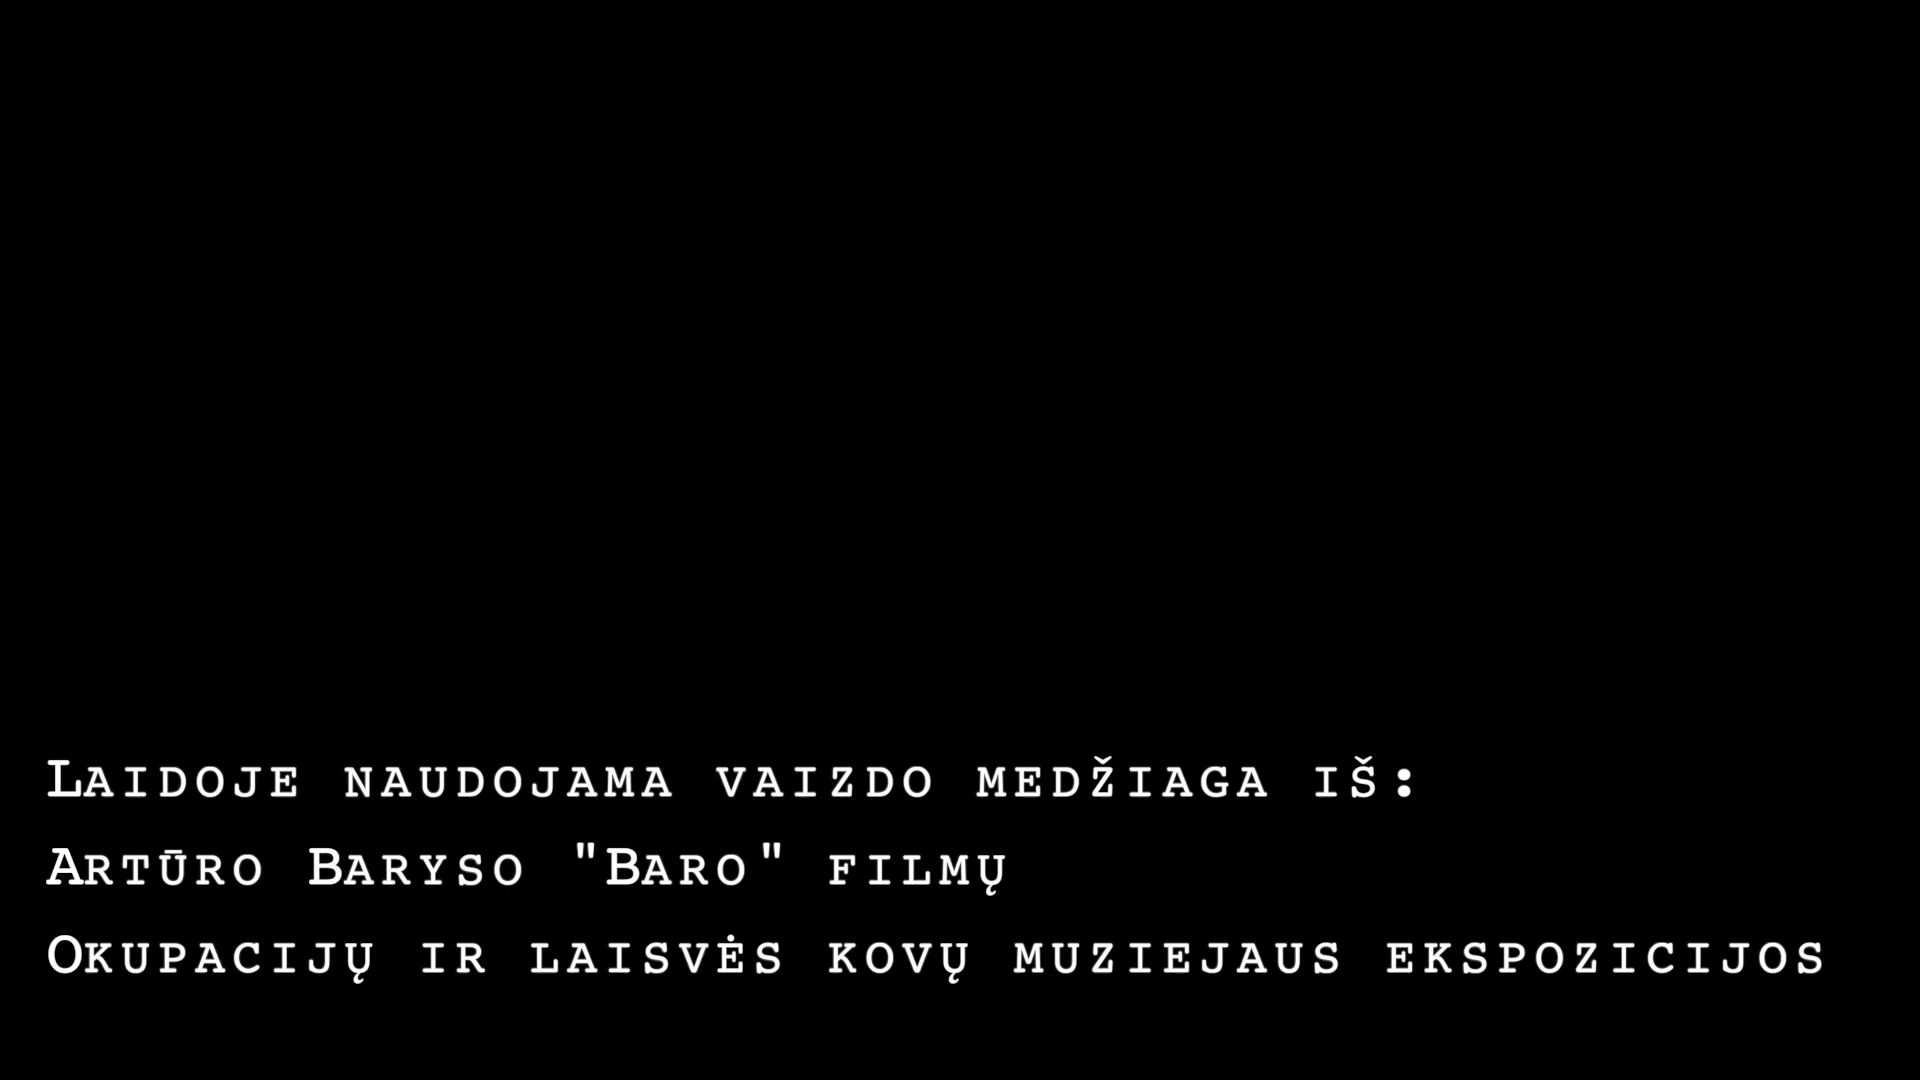 Laidoje naudojama vaizdo medžiaga iš:
Artūro Baryso "Baro" filmų
Okupacijų ir laisvės kovų muziejaus ekspozicijos